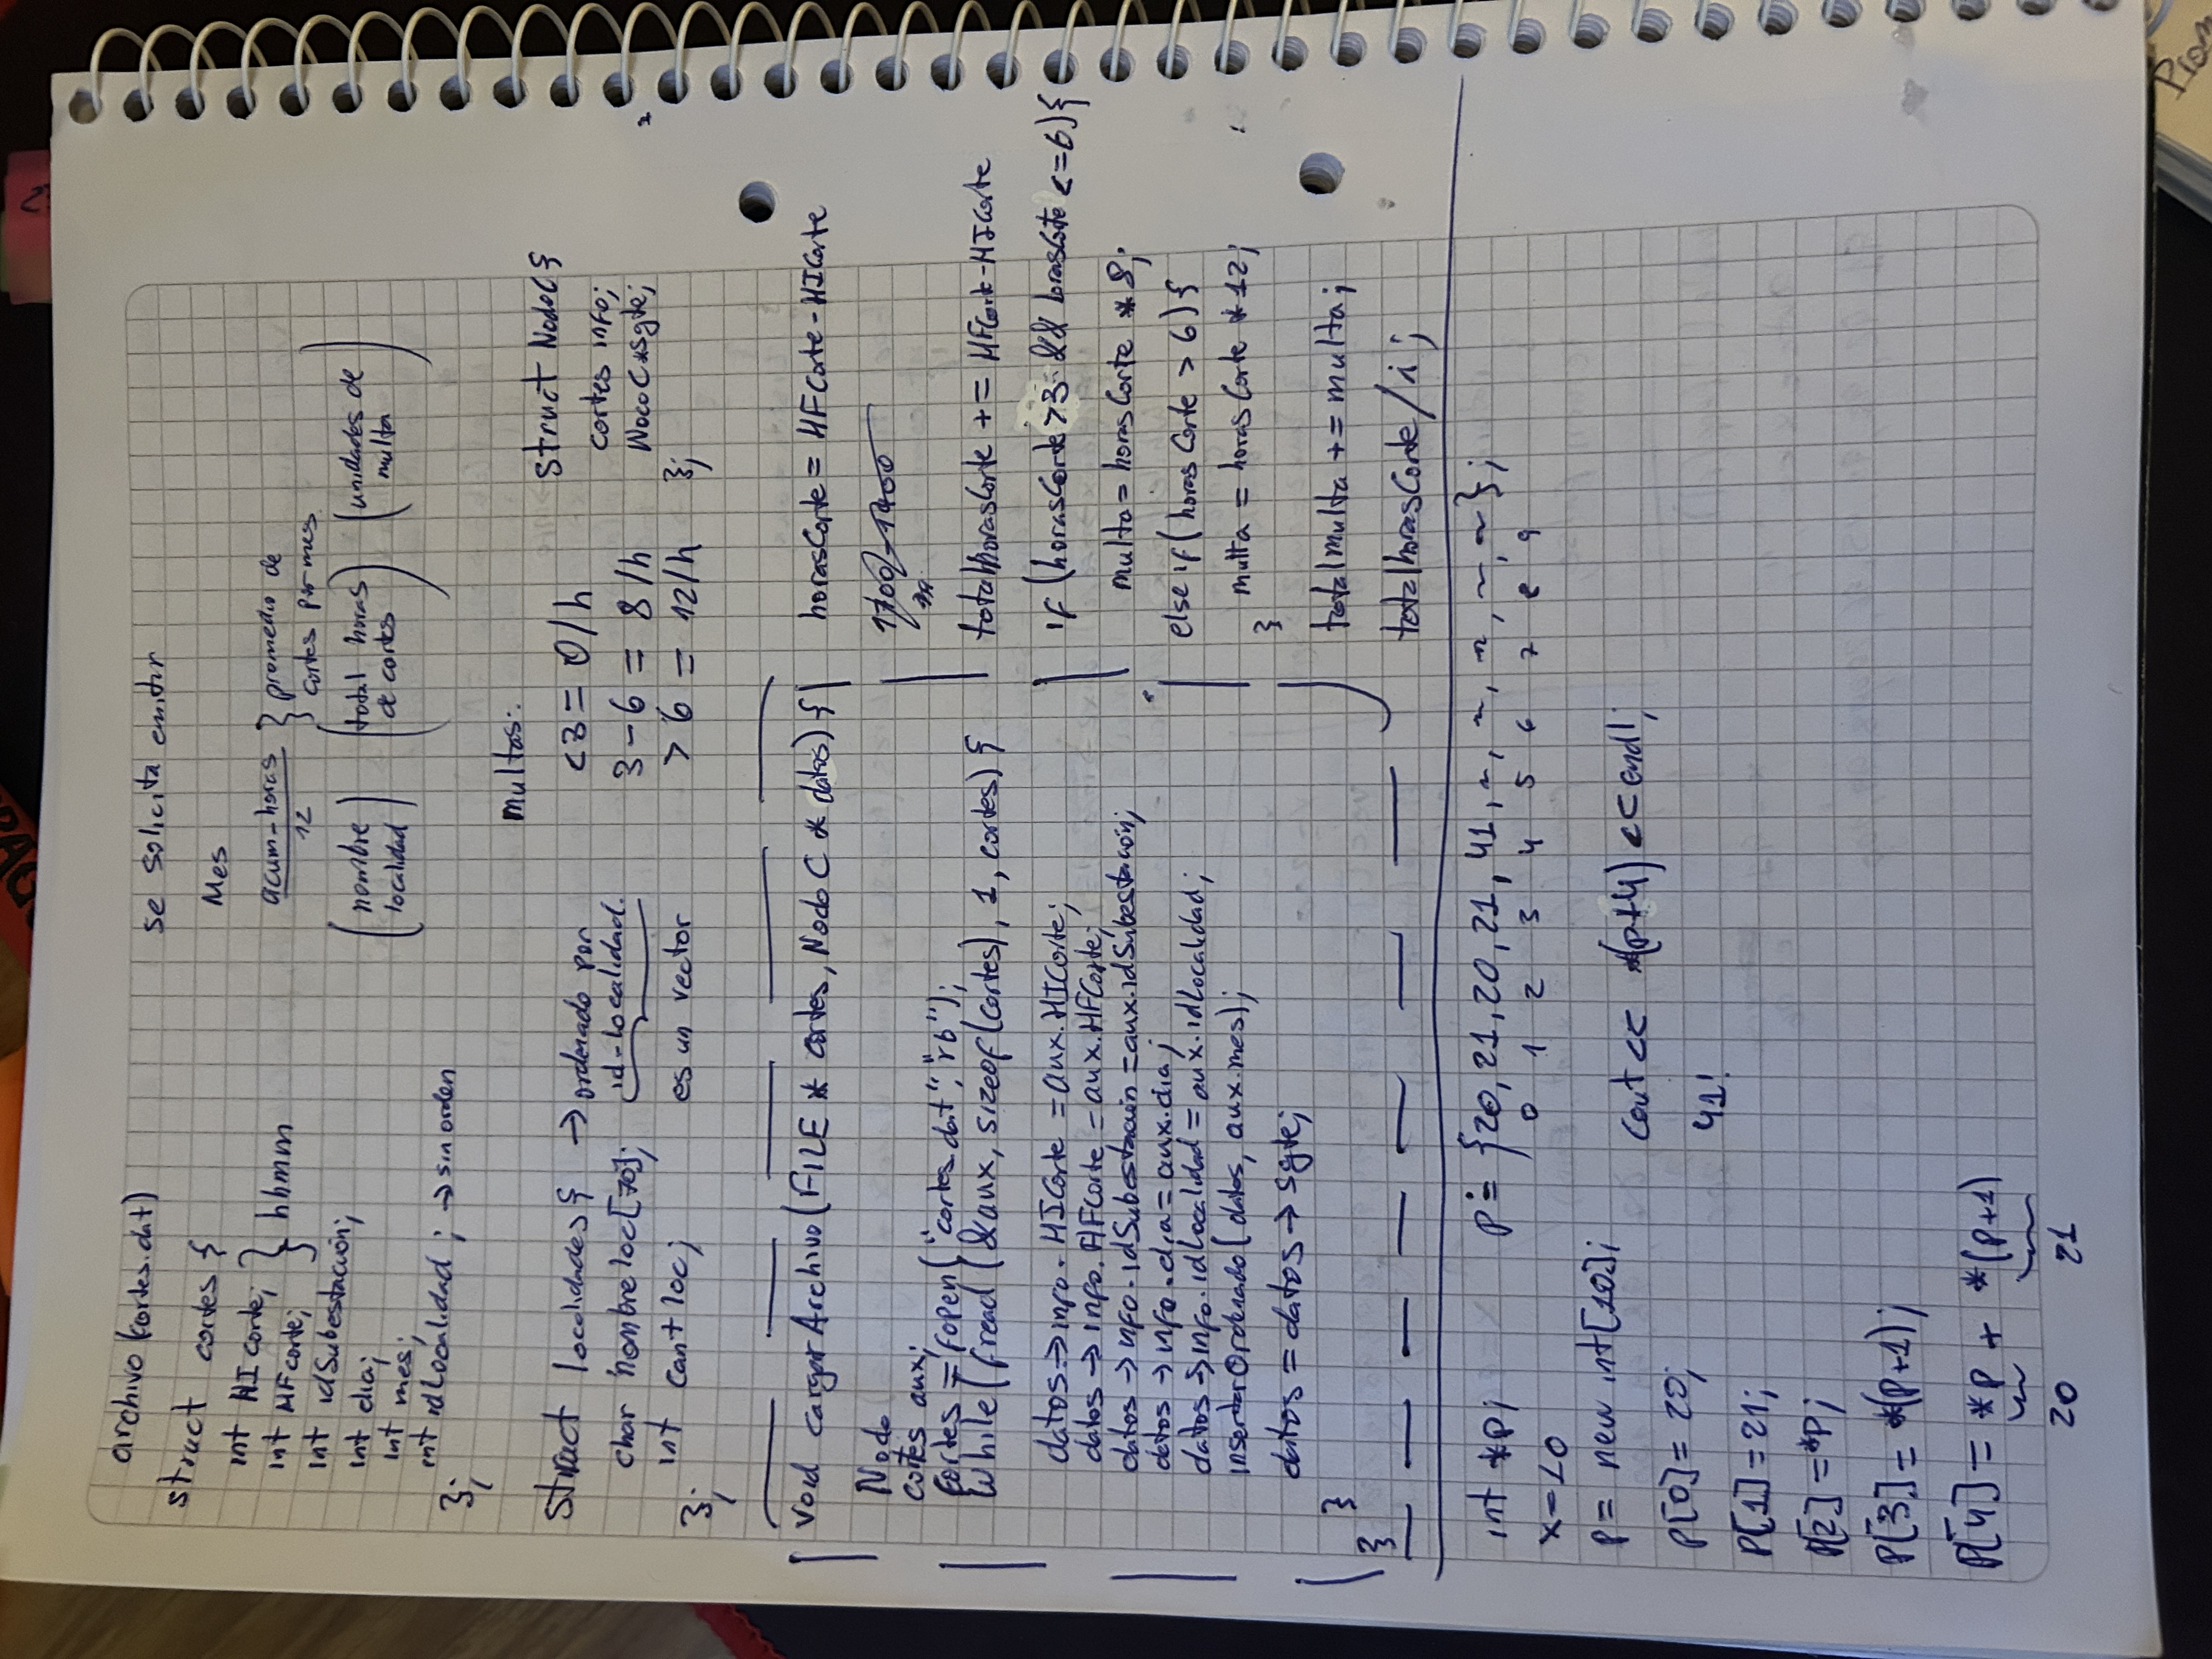 archivo (cortes.dat)
struct cortes {
int HIcorte;
int HFcorte; } hhmm
int idSubestación;
int dia;
int mes;
int idLocalidad ; → sin orden
};
se solicita emitir
Mes
acum-horas
12
} promedio de
cortes por mes
(nombre
localidad)
(total horas
de cortes)
(unidades de
multa)
struct localidades { → ordenado por
char nombreloc[70]; id-localidad.
int cant loc; es un vector
};
multas:
<3 = 0/h
3-6 = 8/h
>6 = 12/h
struct NodoC {
cortes info;
NodoC *sgte;
};
void cargarArchivo (FILE * cortes, NodoC * datos) {
Nodo
cortes aux;
cortes = fopen("cortes.dat","rb");
While (fread (&aux, sizeof(cortes), 1, cortes) {
datos → info. HICorte = aux.HICorte;
datos → info. HFCorte = aux.HFCorte;
datos → info.idSubestación = aux.idSubestación;
datos → info.dia = aux.dia;
datos → info.idLocalidad = aux.idLocalidad;
insertarOrdenado( datos, aux.mes);
datos = datos → sgte;
}
}
horasCorte = HFCorte - HICorte
1700 - 1400
totalhorasCorte += HFCorte-HICorte
if (horasCorte >3 && horasCorte <=6){
multa = horasCorte * 8;
else if (horasCorte > 6){
multa = horasCorte * 12;
}
totalmulta += multa;
totalhorasCorte / i ;
int *p;
x=10
p = new int[10];
p[0]= 20;
p[1] = 21;
p[2] = *p;
p[3] = *(p+1);
p[4] = *p + *(p+1)
20 21
p = {20, 21, 20, 21, 41, ~, ~, ~, ~, ~};
0 1 2 3 4 5 6 7 8 9
cout << *(p+4) << endl;
41!